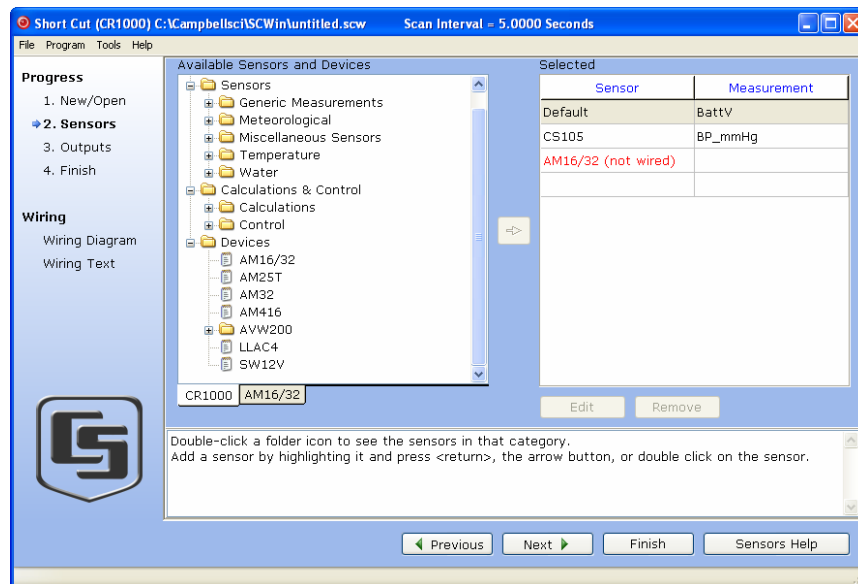 Short Cut (CR1000) C:\Campbellsci\SCWin\untitled.scw Scan Interval = 5.0000 Seconds
File Program Tools Help
Progress
1. New/Open
2. Sensors
3. Outputs
4. Finish
Wiring
Wiring Diagram
Wiring Text
Available Sensors and Devices
Sensors
Generic Measurements
Meteorological
Miscellaneous Sensors
Temperature
Water
Calculations & Control
Calculations
Control
Devices
AM16/32
AM25T
AM32
AM416
AVW200
LLAC4
SW12V
CR1000 AM16/32
Selected
Sensor Measurement
Default BattV
CS105 BP_mmHg
AM16/32 (not wired)
Edit Remove
Double-click a folder icon to see the sensors in that category.
Add a sensor by highlighting it and press <return>, the arrow button, or double click on the sensor.
Previous Next Finish Sensors Help